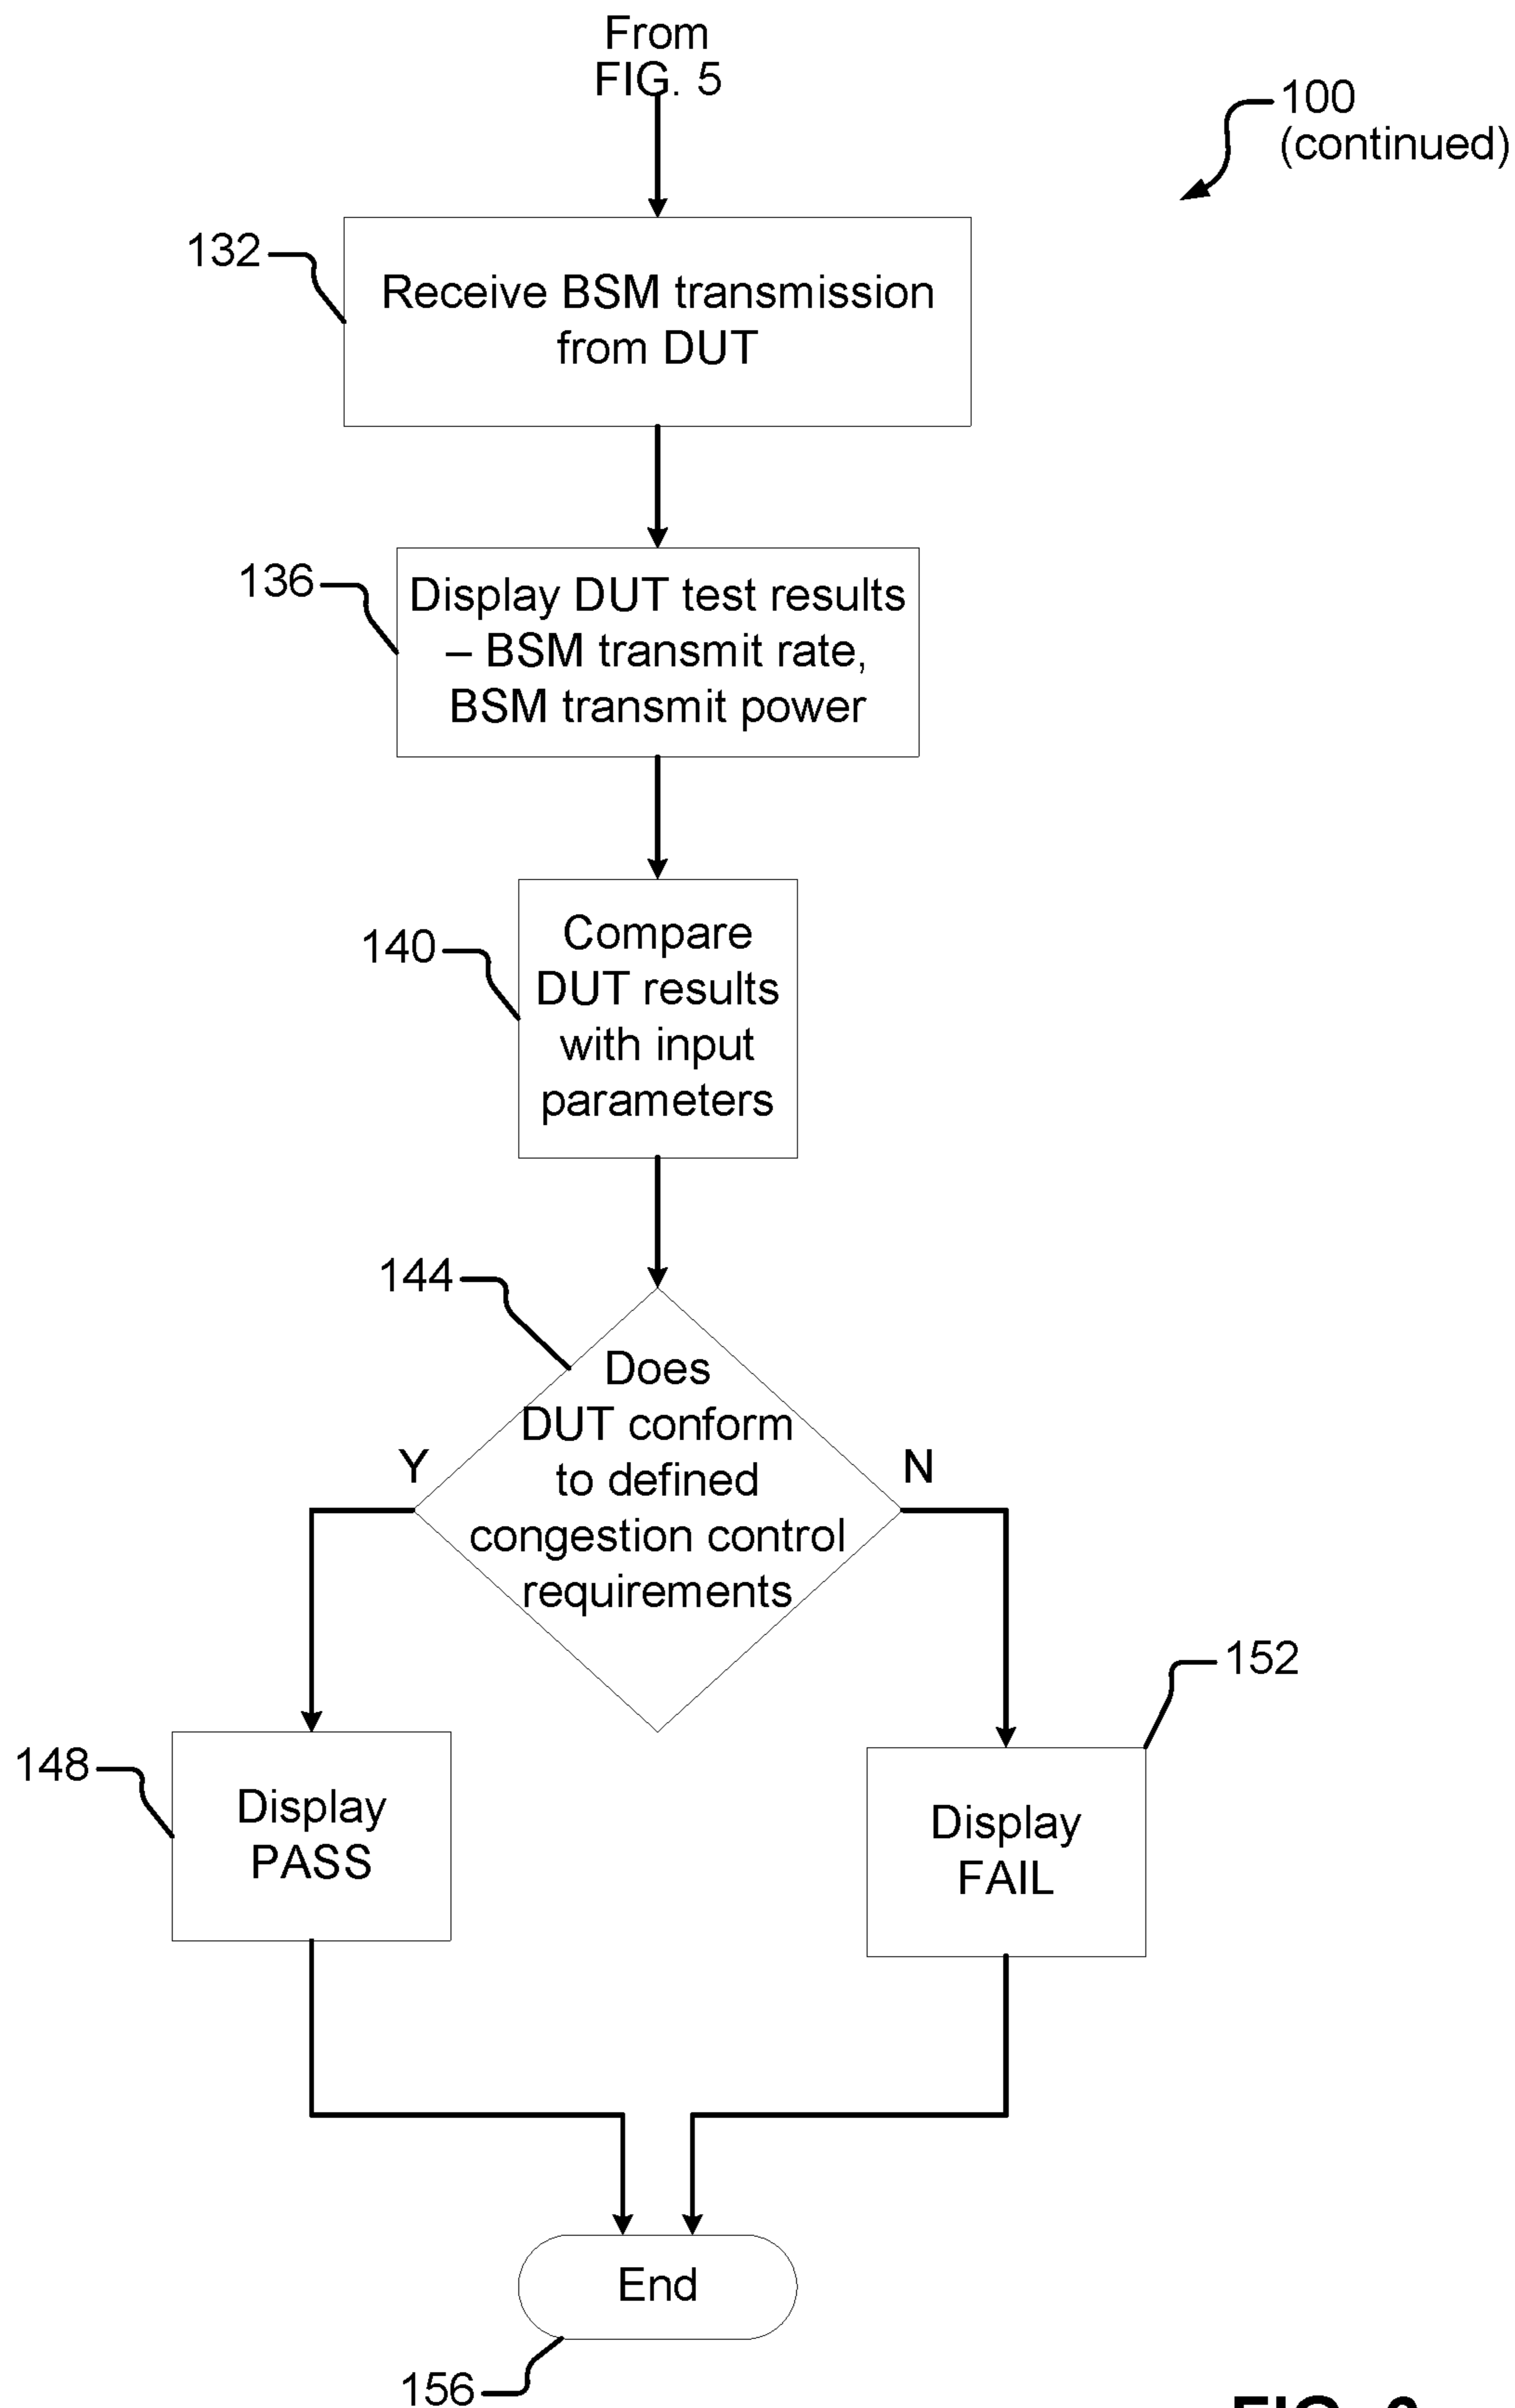 From
FIG. 5
100
(continued)
132
Receive BSM transmission
from DUT
136
Display DUT test results
– BSM transmit rate,
BSM transmit power
140
Compare
DUT results
with input
parameters
144
Does
DUT conform
to defined
congestion control
requirements
Y
N
152
148
Display
PASS
Display
FAIL
End
156
FIG.